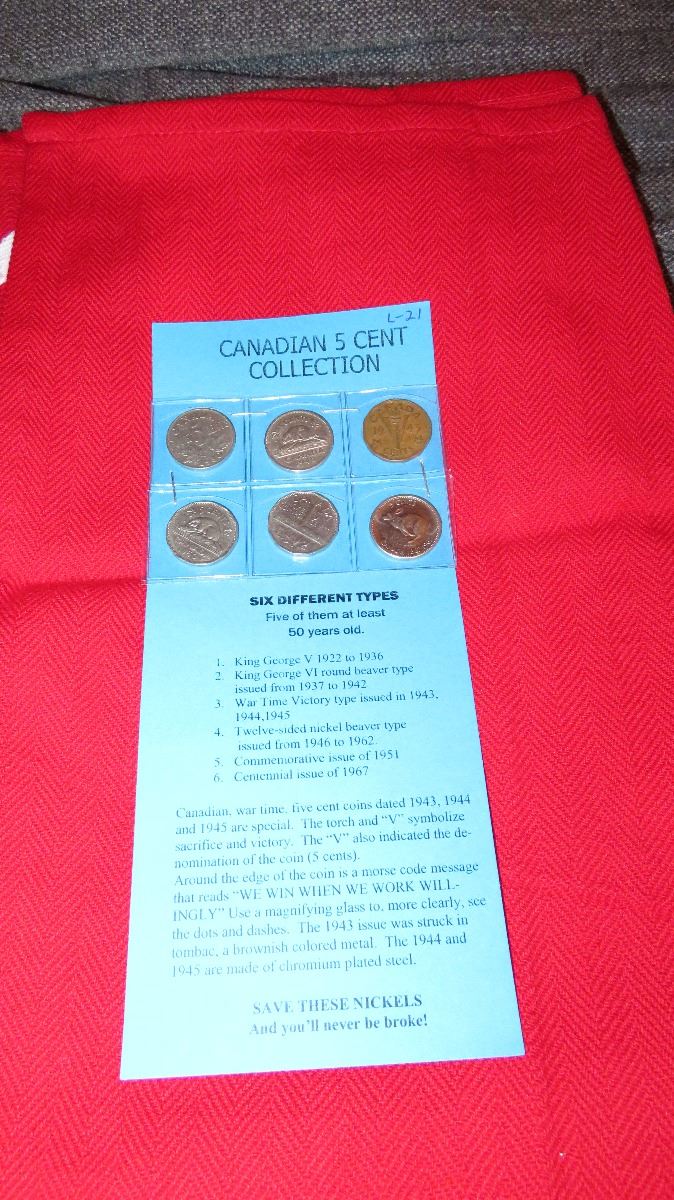 L-21
CANADIAN 5 CENT
COLLECTION
SIX DIFFERENT TYPES
Five of them at least
50 years old.
1. King George V 1922 to 1936
2. King George VI round beaver type
issued from 1937 to 1942
3. War Time Victory type issued in 1943,
1944,1945
4. Twelve-sided nickel beaver type
issued from 1946 to 1962.
5. Commemorative issue of 1951
6. Centennial issue of 1967
Canadian, war time, five cent coins dated 1943, 1944
and 1945 are special. The torch and "V" symbolize
sacrifice and victory. The "V" also indicated the de-
nomination of the coin (5 cents).
Around the edge of the coin is a morse code message
that reads "WE WIN WHEN WE WORK WILL-
INGLY" Use a magnifying glass to, more clearly, see
the dots and dashes. The 1943 issue was struck in
tombac, a brownish colored metal. The 1944 and
1945 are made of chromium plated steel.
SAVE THESE NICKELS
And you'll never be broke!